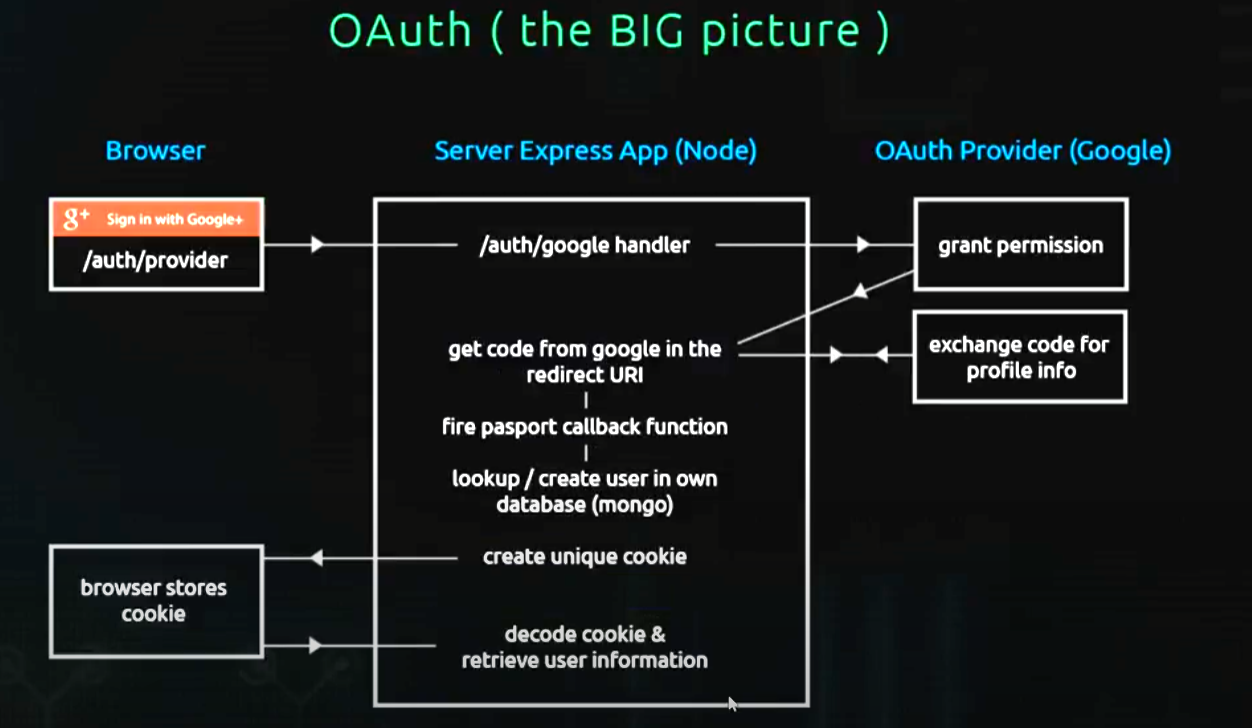 OAuth ( the BIG picture )
Browser
Server Express App (Node)
OAuth Provider (Google)
g+ Sign in with Google+
/auth/provider
/auth/google handler
grant permission
get code from google in the
redirect URI
exchange code for
profile info
fire pasport callback function
lookup / create user in own
database (mongo)
create unique cookie
browser stores
cookie
decode cookie &
retrieve user information